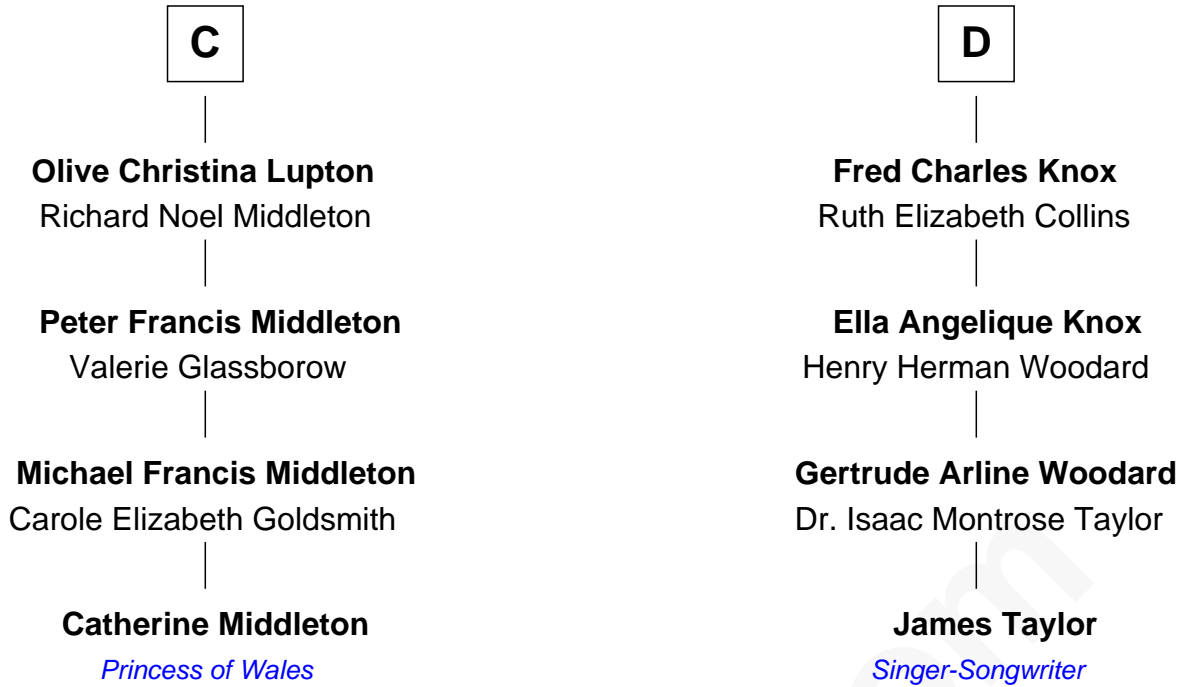 C
Olive Christina Lupton
Richard Noel Middleton
Peter Francis Middleton
Valerie Glassborow
Michael Francis Middleton
Carole Elizabeth Goldsmith
Catherine Middleton
Princess of Wales
D
Fred Charles Knox
Ruth Elizabeth Collins
Ella Angelique Knox
Henry Herman Woodard
Gertrude Arline Woodard
Dr. Isaac Montrose Taylor
James Taylor
Singer-Songwriter